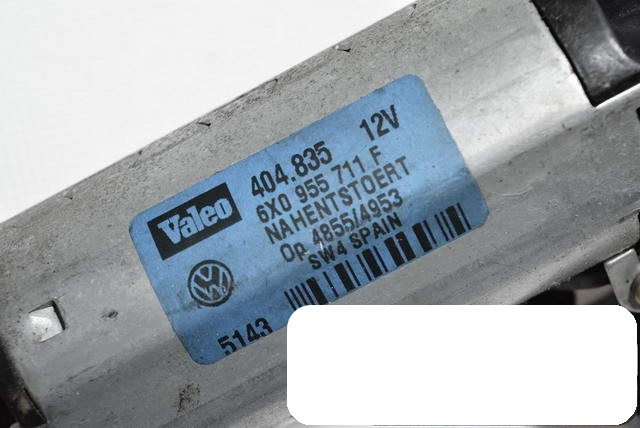 Valeo
404.835 12V
6X0 955 711 F
NAHENTSTOERT
Op 4855/4953
SW4 SPAIN
5143